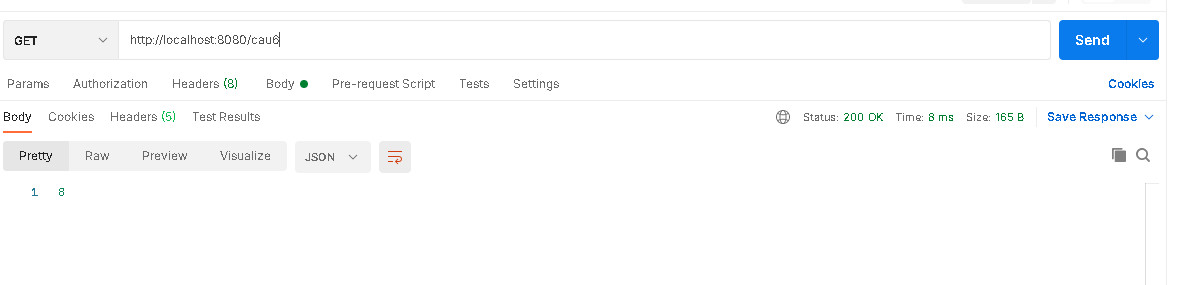 GET http://localhost:8080/cau6 Send
Params Authorization Headers (8) Body Pre-request Script Tests Settings Cookies
Body Cookies Headers (5) Test Results Status: 200 OK Time: 8 ms Size: 165 B Save Response
Pretty Raw Preview Visualize JSON
1 8